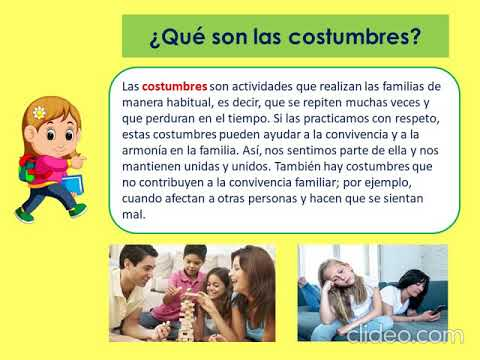 ¿Qué son las costumbres?
Las costumbres son actividades que realizan las familias de
manera habitual, es decir, que se repiten muchas veces y
que perduran en el tiempo. Si las practicamos con respeto,
estas costumbres pueden ayudar a la convivencia y a la
armonía en la familia. Así, nos sentimos parte de ella y nos
mantienen unidas y unidos. También hay costumbres que
no contribuyen a la convivencia familiar; por ejemplo,
cuando afectan a otras personas y hacen que se sientan
mal.
clideo.com